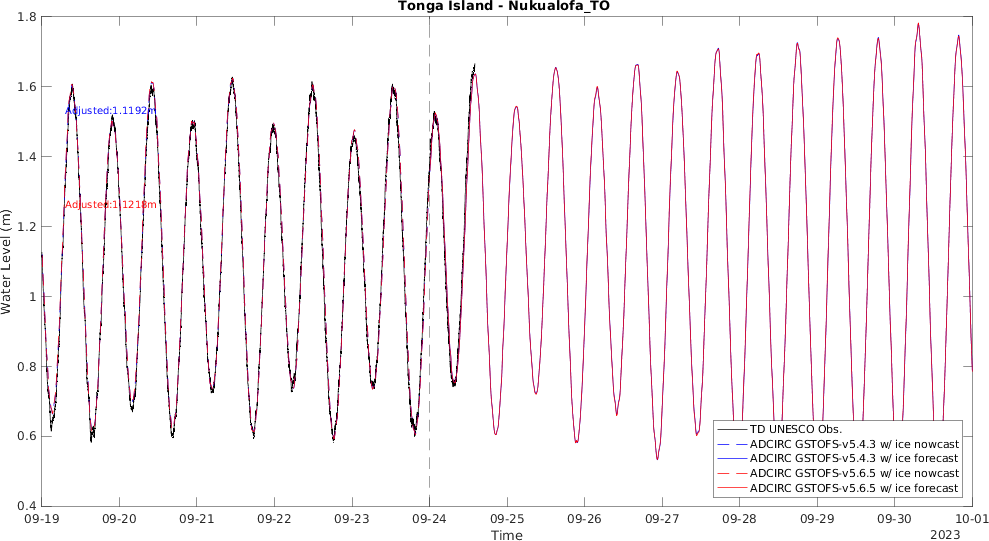 Tonga Island - Nukualofa_TO
1.8
1.6
1.4
1.2
1
0.8
0.6
0.4
Water Level (m)
Adjusted:1.1192m
Adjusted:1.1218m
TD UNESCO Obs.
ADCIRC GSTOFS-v5.4.3 w/ ice nowcast
ADCIRC GSTOFS-v5.4.3 w/ ice forecast
ADCIRC GSTOFS-v5.6.5 w/ ice nowcast
ADCIRC GSTOFS-v5.6.5 w/ ice forecast
09-19 09-20 09-21 09-22 09-23 09-24 09-25 09-26 09-27 09-28 09-29 09-30 10-01
Time
2023